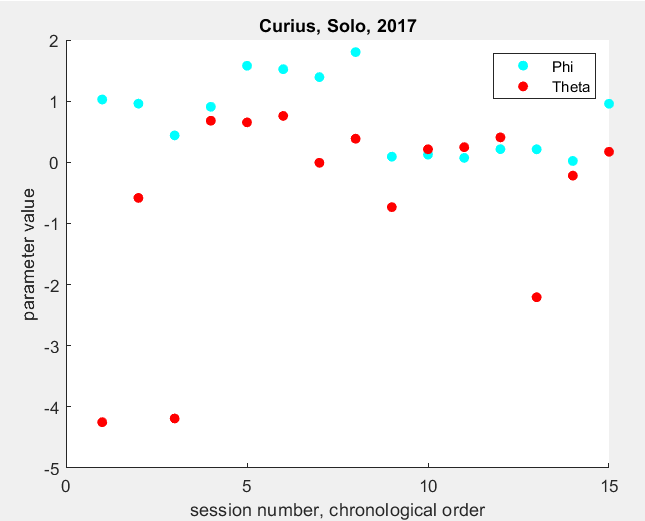 Curius, Solo, 2017
Phi
Theta
2
1
0
-1
-2
-3
-4
-5
parameter value
0
5
10
15
session number, chronological order